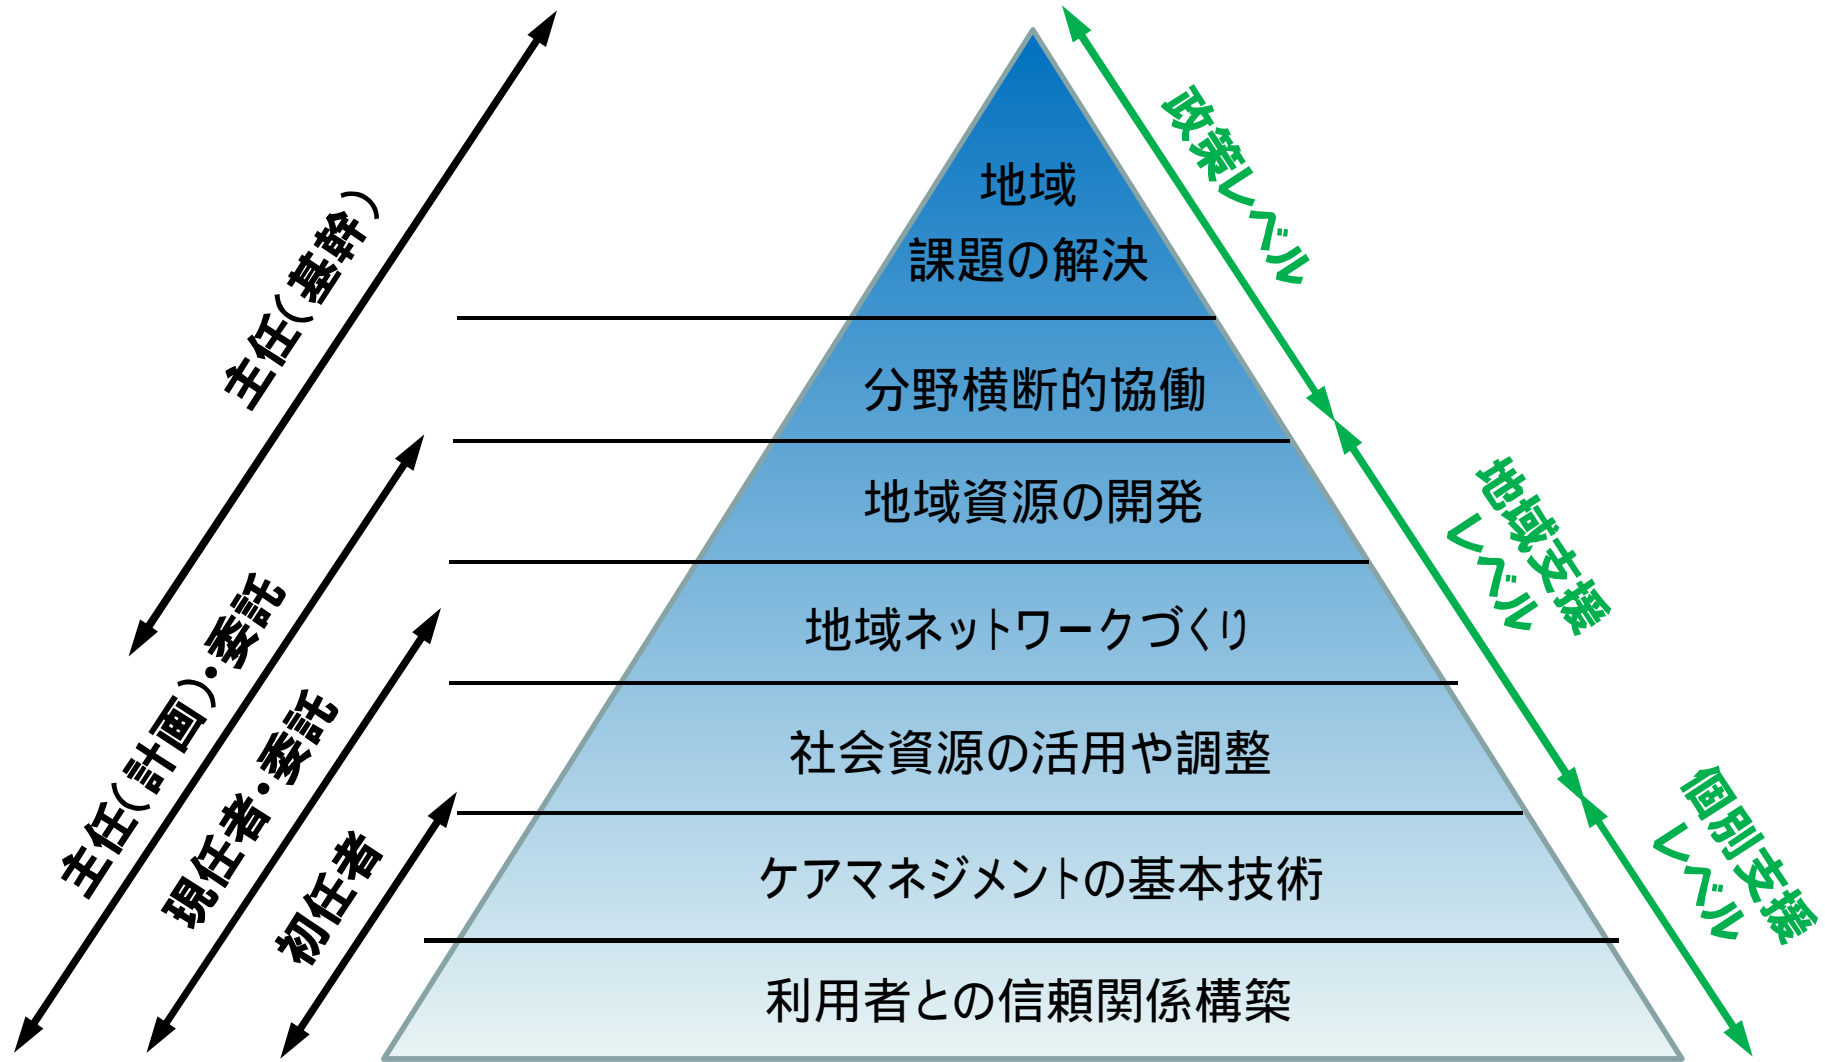 地域
課題の解決
分野横断的協働
地域資源の開発
地域ネットワークづくり
社会資源の活用や調整
ケアマネジメントの基本技術
利用者との信頼関係構築
主任(基幹)
主任(計画)・委託
現任者・委託
初任者
政策レベル
地域支援
レベル
個別支援
レベル